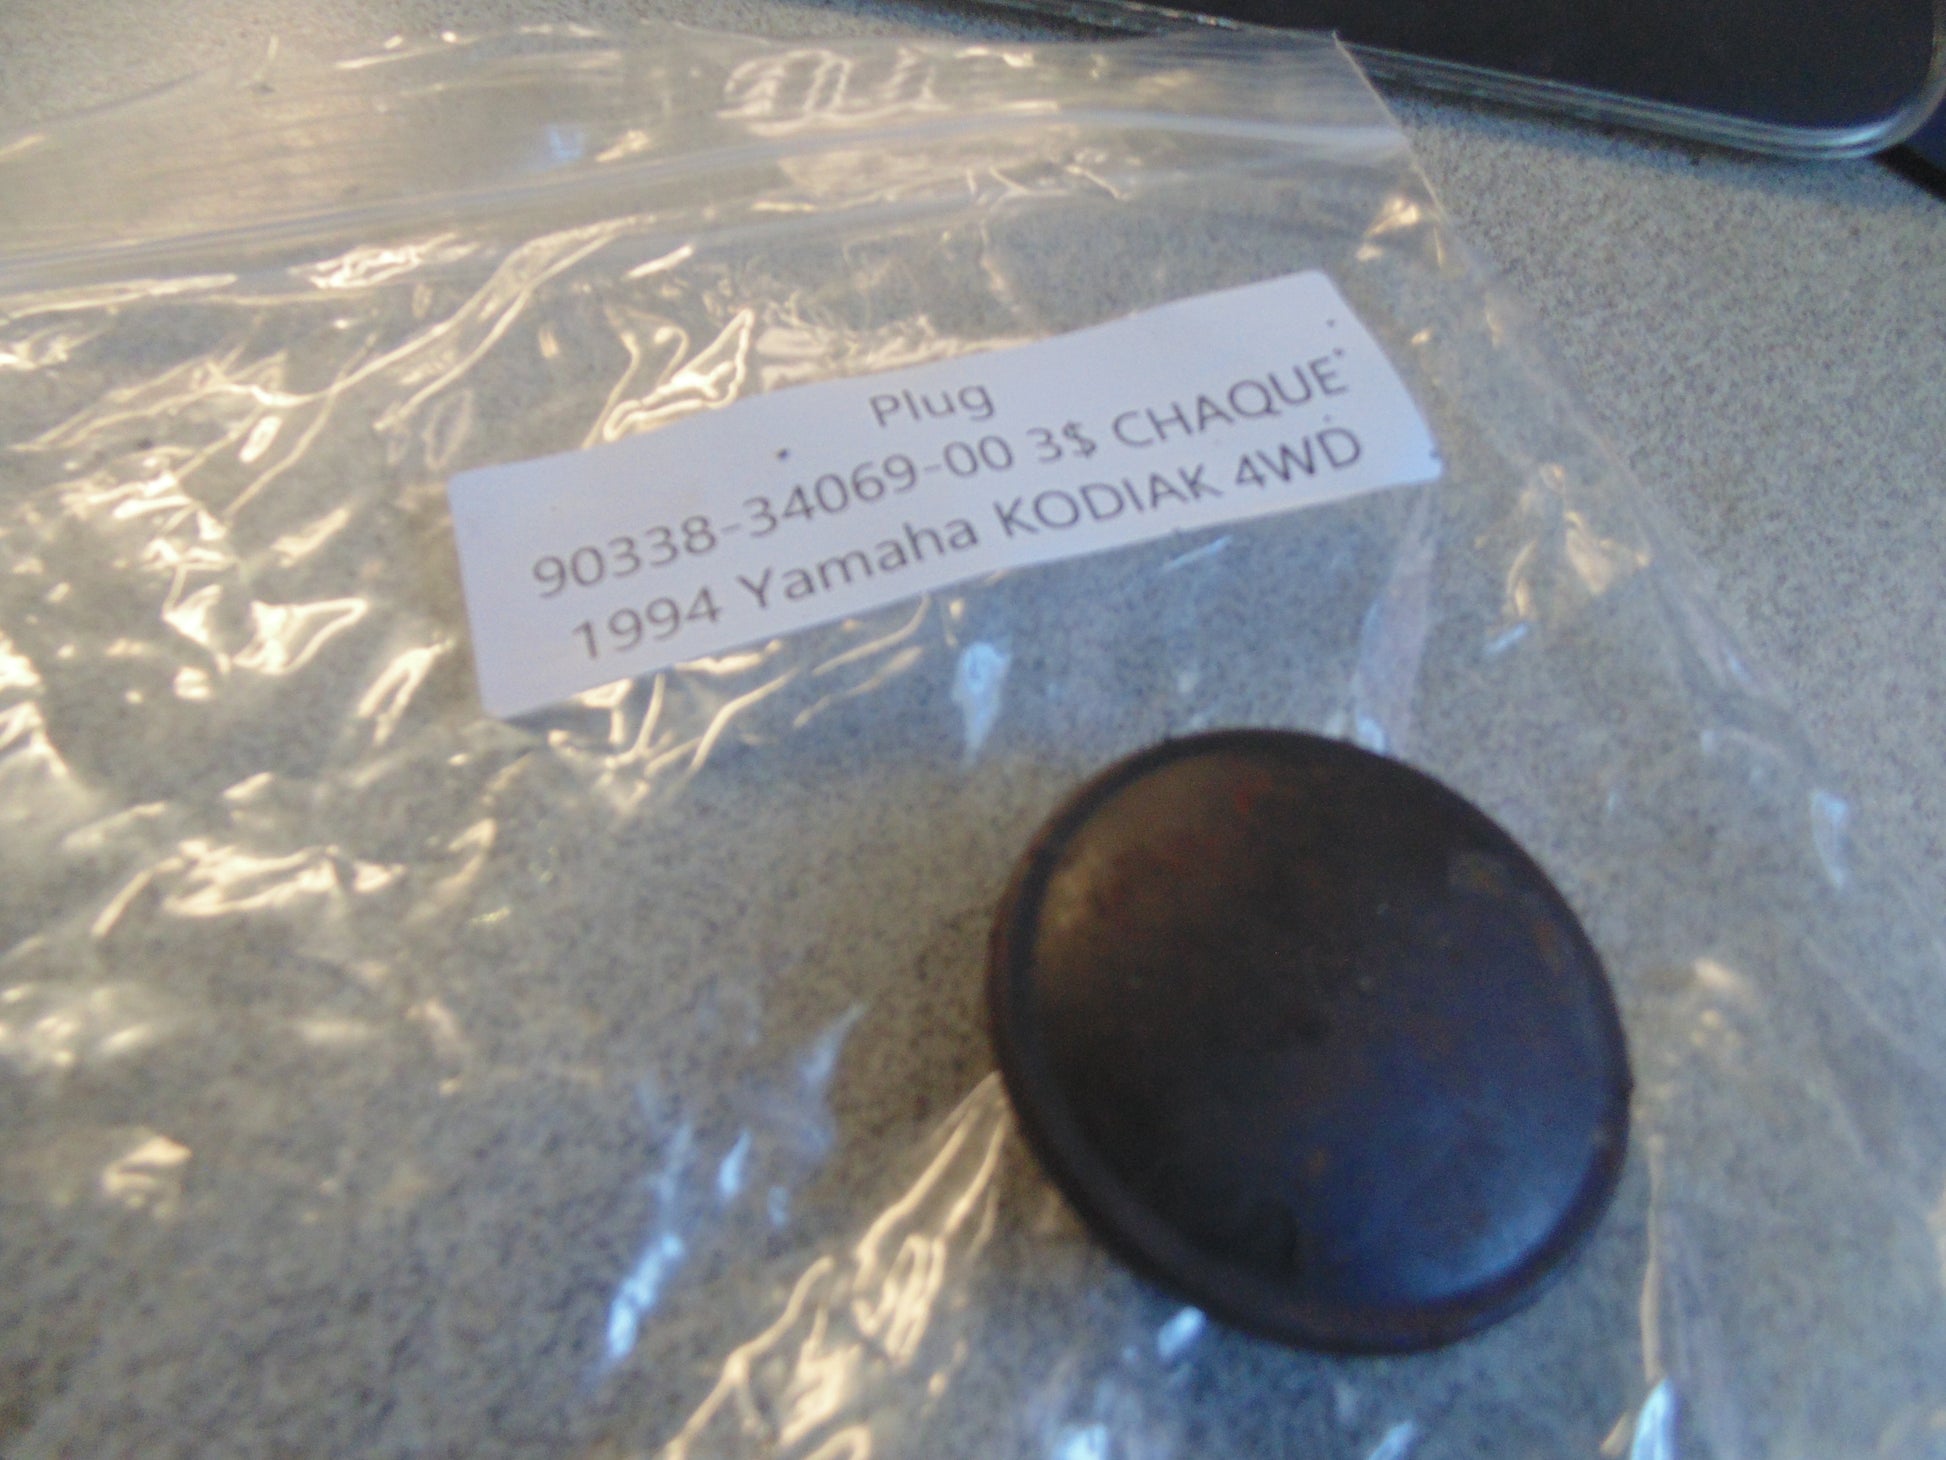 Plug
90338-34069-00 3$ CHAQUE
1994 Yamaha KODIAK 4WD